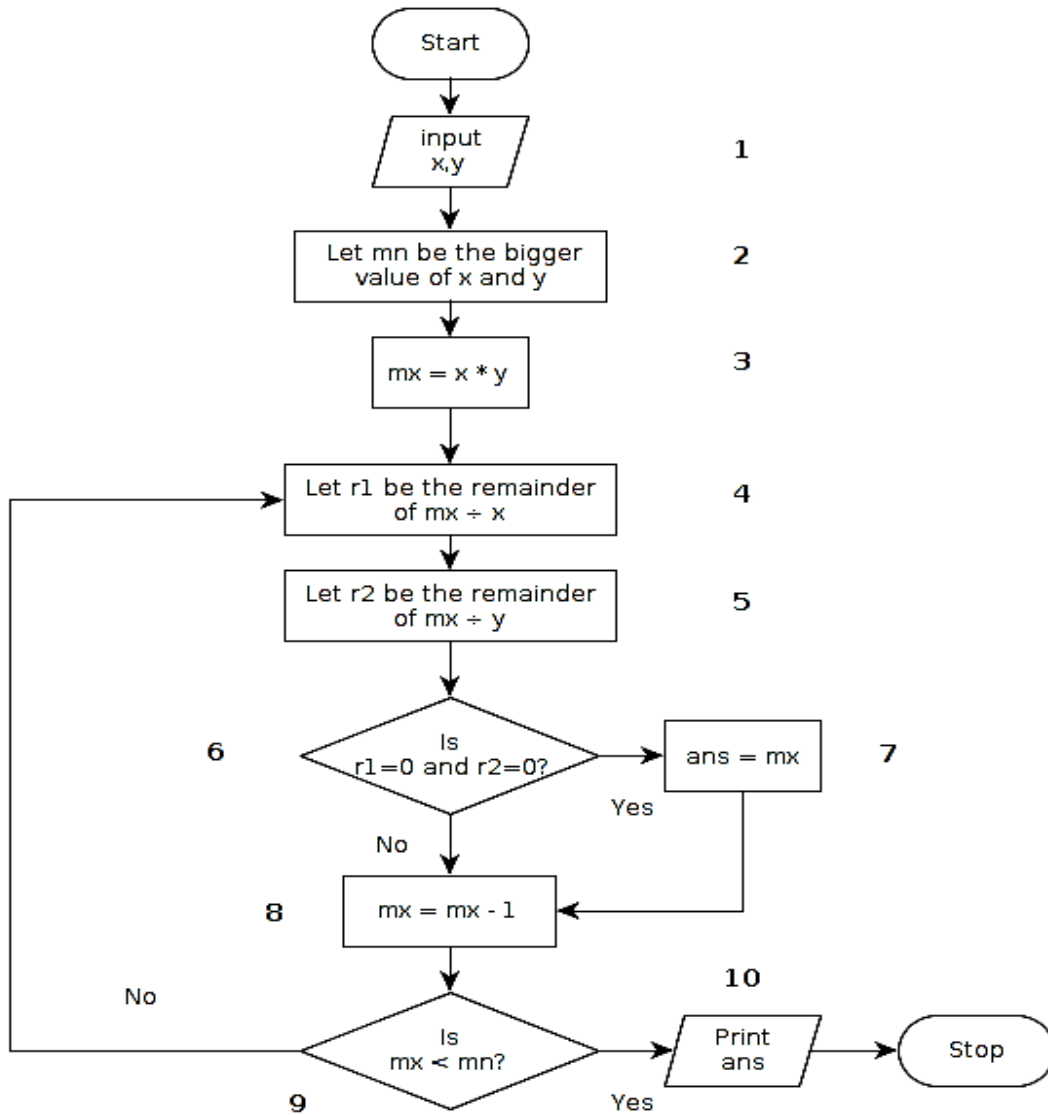 Start
input
x,y
1
Let mn be the bigger
value of x and y
2
mx = x * y
3
Let r1 be the remainder
of mx ÷ x
4
Let r2 be the remainder
of mx ÷ y
5
6
Is
r1=0 and r2=0?
Yes
ans = mx
7
No
8
mx = mx - 1
No
10
Is
mx < mn?
9
Yes
Print
ans
Stop